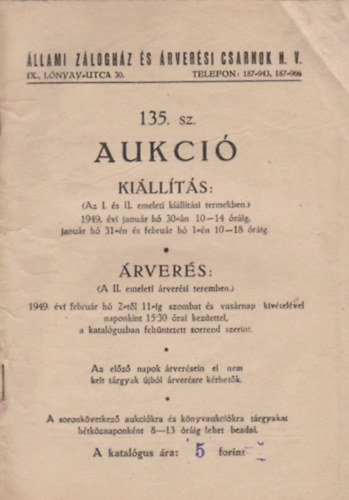 ÁLLAMI ZÁLOGHÁZ ÉS ÁRVERÉSI CSARNOK N. V.
IX., LÓNYAY-UTCA 30. TELEFON: 187-943, 187-966
135. sz.
AUKCIÓ
KIÁLLÍTÁS:
(Az I. és II. emeleti kiállítási termekben.)
1949. évi január hó 30-án 10—14 óráig,
január hó 31-én és február hó 1-én 10—18 óráig.
•
ÁRVERÉS:
(A II. emeleti árverési teremben.)
1949. évi február hó 2-től 11-ig szombat és vasárnap kivételével
naponkint 15·30 órai kezdettel,
a katalógusban feltüntetett sorrend szerint.
•
Az előző napok árverésein el nem
kelt tárgyak újból árverésre kérhetők.
•
A soronkövetkező aukciókra és könyvaukciókra tárgyakat
hétköznaponként 8—13 óráig lehet beadni.
A katalógus ára: 5 forint